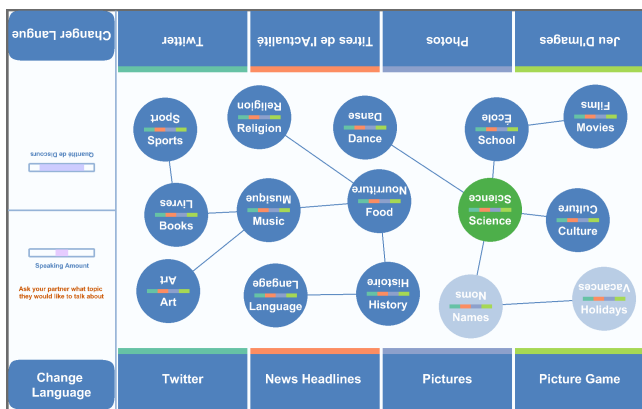 Changer Langue
Twitter
Titres de l'Actualité
Photos
Jeu D'Images
Sport
Sports
Religion
Religion
Danse
Dance
École
School
Films
Movies
Quantité de Discours
Livres
Books
Musique
Music
Nourriture
Food
Science
Science
Culture
Culture
Speaking Amount
Ask your partner what topic
they would like to talk about
Art
Art
Langage
Language
Histoire
History
Noms
Names
Vacances
Holidays
Change
Language
Twitter
News Headlines
Pictures
Picture Game